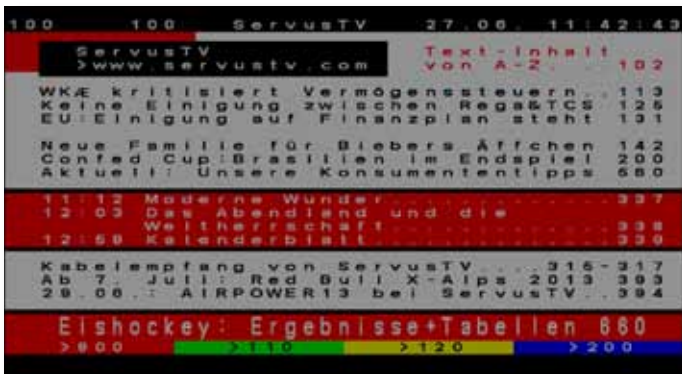 100 100 ServusTV 27.06. 11:42:43
ServusTV
>www.servustv.com
Text-Inhalt
von A-Z.. 102
WKÆ kritisiert Vermögenssteuern.. 113
Keine Einigung zwischen Rega&TCS 125
EU:Einigung auf Finanzplan steht 131
Neue Familie für Biebers Äffchen 142
Confed Cup:Brasilien im Endspiel 200
Aktuell: Unsere Konsumententipps 680
11:12 Moderne Wunder................337
12:03 Das Abendland und die
Weltherrschaft................338
12:58 Kalenderblatt.................339
Kabelempfang von ServusTV... 315-317
Ab 7. Juli: Red Bull X-Alps 2013 393
29.06.: AIRPOWER13 bei ServusTV.. 394
Eishockey: Ergebnisse+Tabellen 660
>800 >110 >120 >200